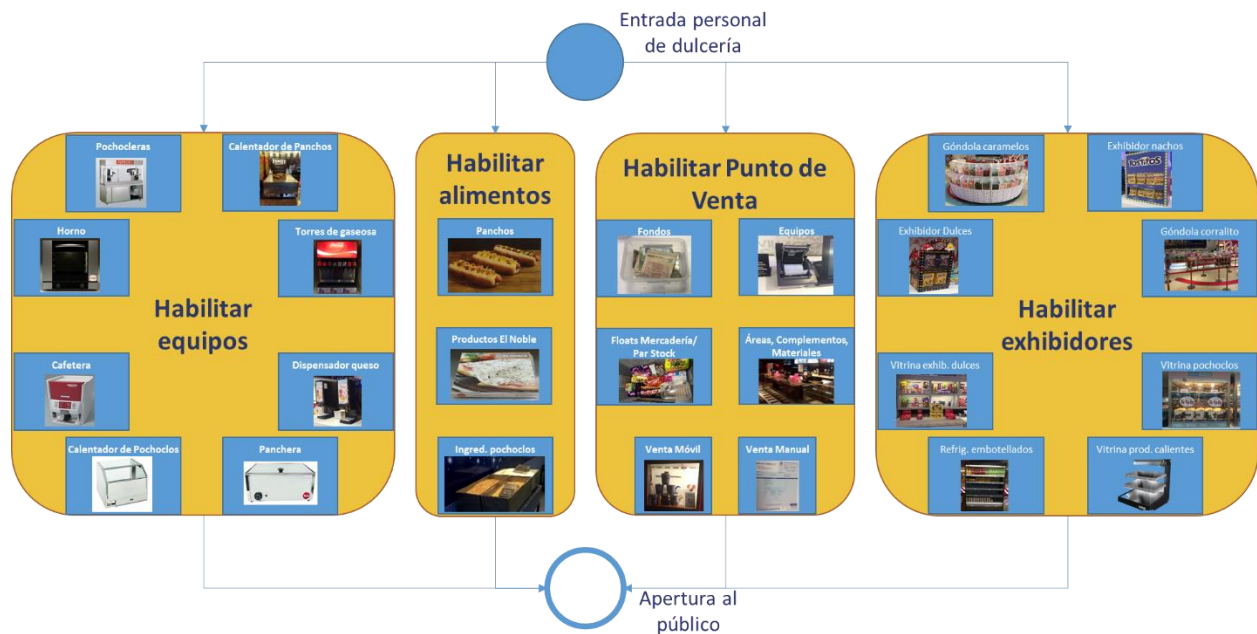 Entrada personal
de dulcería
Pochocleras
Calentador de Panchos
Horno
Torres de gaseosa
Habilitar
equipos
Cafetera
Dispensador queso
Calentador de Pochoclos
Panchera
Habilitar
alimentos
Panchos
Productos El Noble
Ingred. pochoclos
Habilitar Punto de
Venta
Fondos
Equipos
Floats Mercadería/
Par Stock
Áreas, Complementos,
Materiales
Venta Móvil
Venta Manual
Góndola caramelos
Exhibidor nachos
TOSTITOS
Exhibidor Dulces
Góndola corralito
Habilitar
exhibidores
Vitrina exhib. dulces
Vitrina pochoclos
Refrig. embotellados
Vitrina prod. calientes
Apertura al
público